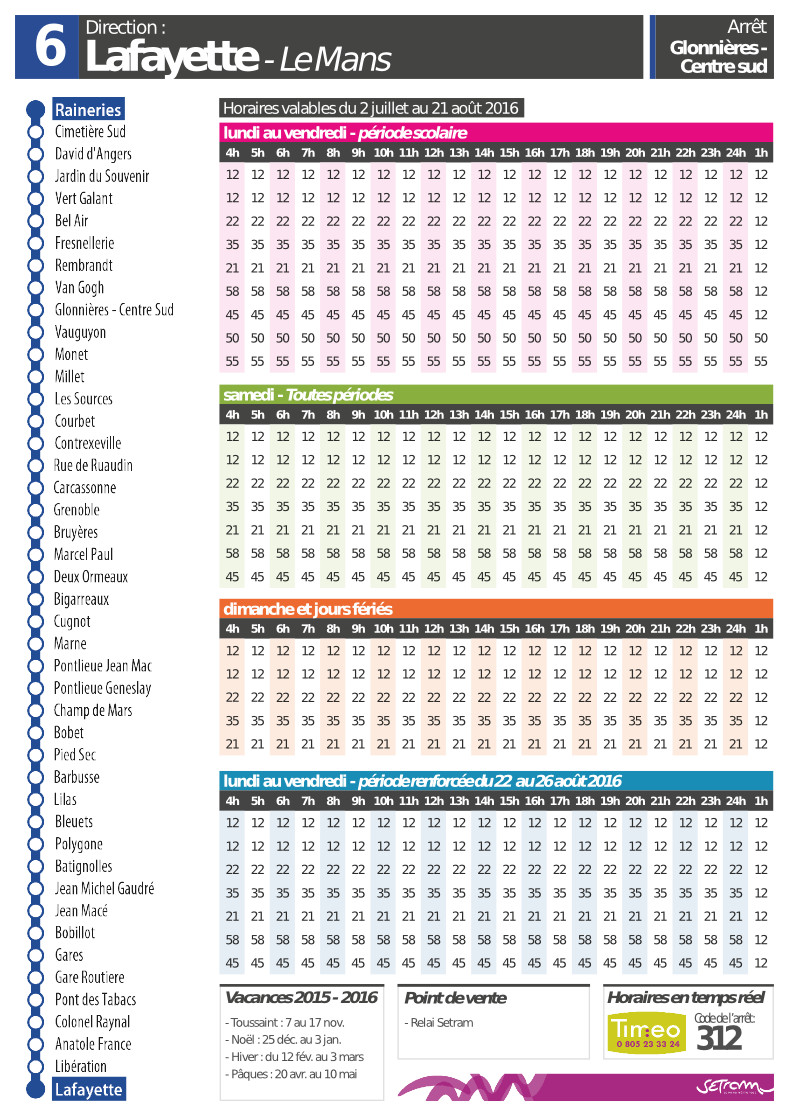 6
Direction :
Lafayette - Le Mans
Arrêt
Glonnières -
Centre sud
Raineries
Cimetière Sud
David d'Angers
Jardin du Souvenir
Vert Galant
Bel Air
Fresnellerie
Rembrandt
Van Gogh
Glonnières - Centre Sud
Vauguyon
Monet
Millet
Les Sources
Courbet
Contrexeville
Rue de Ruaudin
Carcassonne
Grenoble
Bruyères
Marcel Paul
Deux Ormeaux
Bigarreaux
Cugnot
Marne
Pontlieue Jean Mac
Pontlieue Geneslay
Champ de Mars
Bobet
Pied Sec
Barbusse
Lilas
Bleuets
Polygone
Batignolles
Jean Michel Gaudré
Jean Macé
Bobillot
Gares
Gare Routiere
Pont des Tabacs
Colonel Raynal
Anatole France
Libération
Lafayette
Horaires valables du 2 juillet au 21 août 2016
lundi au vendredi - période scolaire
4h 5h 6h 7h 8h 9h 10h 11h 12h 13h 14h 15h 16h 17h 18h 19h 20h 21h 22h 23h 24h 1h
12 12 12 12 12 12 12 12 12 12 12 12 12 12 12 12 12 12 12 12 12 12
12 12 12 12 12 12 12 12 12 12 12 12 12 12 12 12 12 12 12 12 12 12
22 22 22 22 22 22 22 22 22 22 22 22 22 22 22 22 22 22 22 22 22 12
35 35 35 35 35 35 35 35 35 35 35 35 35 35 35 35 35 35 35 35 35 12
21 21 21 21 21 21 21 21 21 21 21 21 21 21 21 21 21 21 21 21 21 12
58 58 58 58 58 58 58 58 58 58 58 58 58 58 58 58 58 58 58 58 58 12
45 45 45 45 45 45 45 45 45 45 45 45 45 45 45 45 45 45 45 45 45 12
50 50 50 50 50 50 50 50 50 50 50 50 50 50 50 50 50 50 50 50 50 50
55 55 55 55 55 55 55 55 55 55 55 55 55 55 55 55 55 55 55 55 55 55
samedi - Toutes périodes
4h 5h 6h 7h 8h 9h 10h 11h 12h 13h 14h 15h 16h 17h 18h 19h 20h 21h 22h 23h 24h 1h
12 12 12 12 12 12 12 12 12 12 12 12 12 12 12 12 12 12 12 12 12 12
12 12 12 12 12 12 12 12 12 12 12 12 12 12 12 12 12 12 12 12 12 12
22 22 22 22 22 22 22 22 22 22 22 22 22 22 22 22 22 22 22 22 22 12
35 35 35 35 35 35 35 35 35 35 35 35 35 35 35 35 35 35 35 35 35 12
21 21 21 21 21 21 21 21 21 21 21 21 21 21 21 21 21 21 21 21 21 12
58 58 58 58 58 58 58 58 58 58 58 58 58 58 58 58 58 58 58 58 58 12
45 45 45 45 45 45 45 45 45 45 45 45 45 45 45 45 45 45 45 45 45 12
dimanche et jours fériés
4h 5h 6h 7h 8h 9h 10h 11h 12h 13h 14h 15h 16h 17h 18h 19h 20h 21h 22h 23h 24h 1h
12 12 12 12 12 12 12 12 12 12 12 12 12 12 12 12 12 12 12 12 12 12
12 12 12 12 12 12 12 12 12 12 12 12 12 12 12 12 12 12 12 12 12 12
22 22 22 22 22 22 22 22 22 22 22 22 22 22 22 22 22 22 22 22 22 12
35 35 35 35 35 35 35 35 35 35 35 35 35 35 35 35 35 35 35 35 35 12
21 21 21 21 21 21 21 21 21 21 21 21 21 21 21 21 21 21 21 21 21 12
lundi au vendredi - période renforcée du 22 au 26 août 2016
4h 5h 6h 7h 8h 9h 10h 11h 12h 13h 14h 15h 16h 17h 18h 19h 20h 21h 22h 23h 24h 1h
12 12 12 12 12 12 12 12 12 12 12 12 12 12 12 12 12 12 12 12 12 12
12 12 12 12 12 12 12 12 12 12 12 12 12 12 12 12 12 12 12 12 12 12
22 22 22 22 22 22 22 22 22 22 22 22 22 22 22 22 22 22 22 22 22 12
35 35 35 35 35 35 35 35 35 35 35 35 35 35 35 35 35 35 35 35 35 12
21 21 21 21 21 21 21 21 21 21 21 21 21 21 21 21 21 21 21 21 21 12
58 58 58 58 58 58 58 58 58 58 58 58 58 58 58 58 58 58 58 58 58 12
45 45 45 45 45 45 45 45 45 45 45 45 45 45 45 45 45 45 45 45 45 12
Vacances 2015 - 2016
- Toussaint : 7 au 17 nov.
- Noël : 25 déc. au 3 jan.
- Hiver : du 12 fév. au 3 mars
- Pâques : 20 avr. au 10 mai
Point de vente
- Relai Setram
Horaires en temps réel
Timeo
0 805 23 33 24
Code de l'arrêt:
312
SETRAM